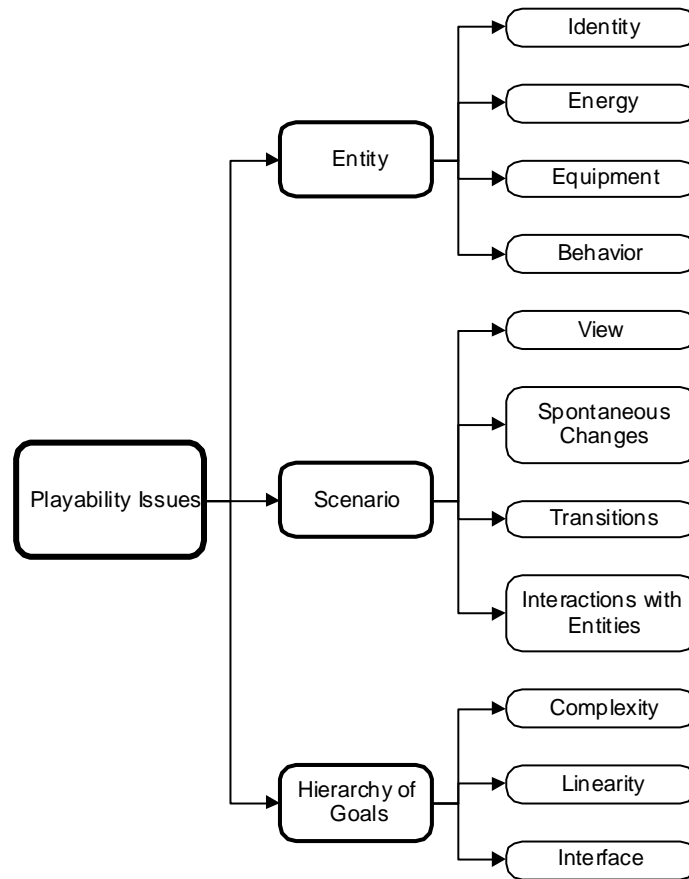 Identity
Energy
Entity
Equipment
Behavior
View
Spontaneous
Changes
Playability Issues
Scenario
Transitions
Interactions with
Entities
Complexity
Hierarchy of
Goals
Linearity
Interface